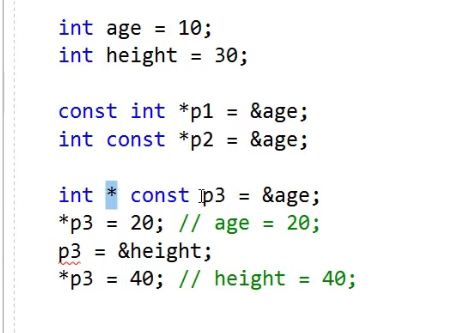 int age = 10;
int height = 30;
const int *p1 = &age;
int const *p2 = &age;
int * const p3 = &age;
*p3 = 20; // age = 20;
p3 = &height;
*p3 = 40; // height = 40;